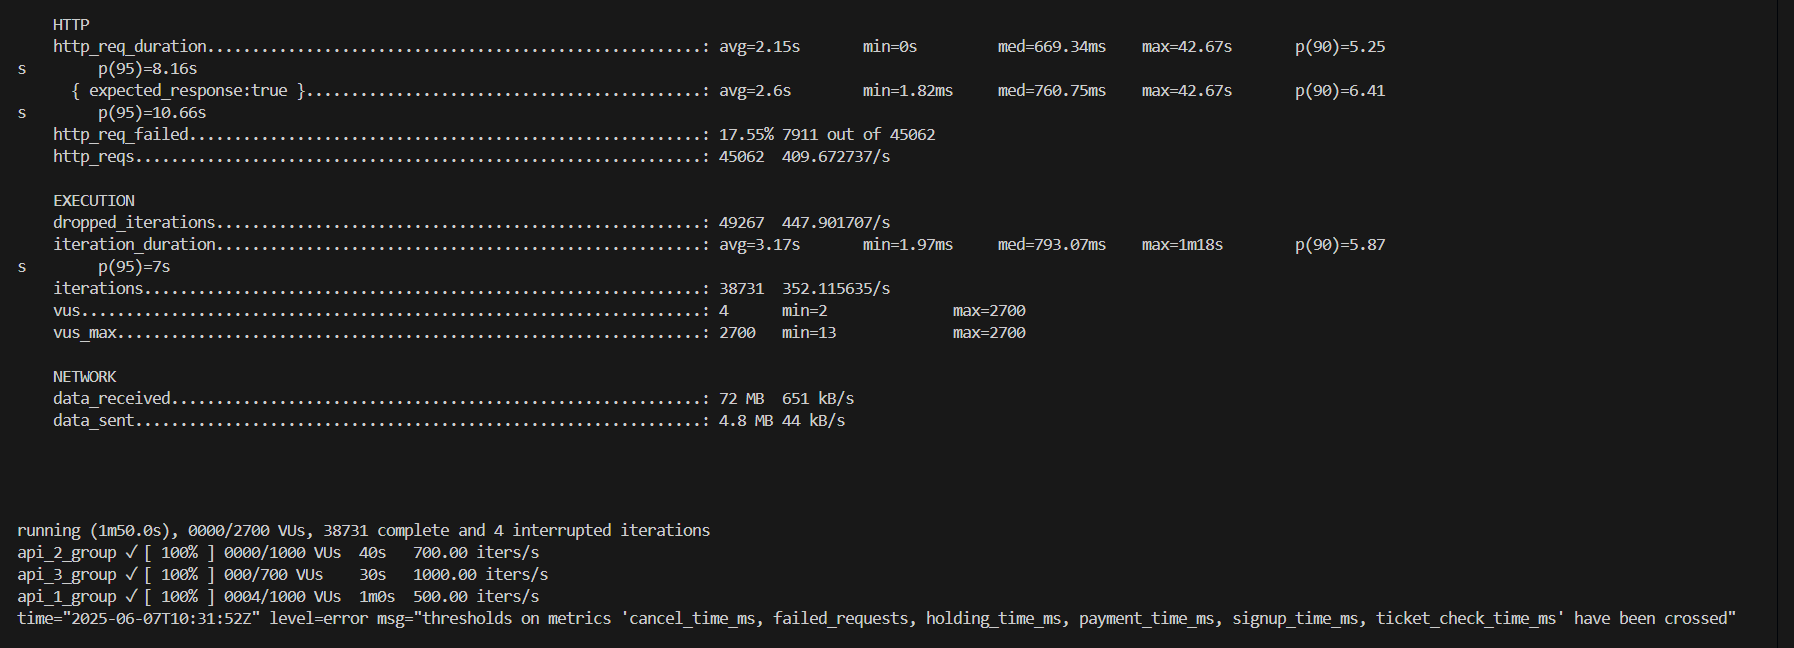 HTTP
http_req_duration.......................................................: avg=2.15s min=0s med=669.34ms max=42.67s p(90)=5.25
s p(95)=8.16s
{ expected_response:true }............................................: avg=2.6s min=1.82ms med=760.75ms max=42.67s p(90)=6.41
s p(95)=10.66s
http_req_failed.........................................................: 17.55% 7911 out of 45062
http_reqs...............................................................: 45062 409.672737/s
EXECUTION
dropped_iterations......................................................: 49267 447.901707/s
iteration_duration......................................................: avg=3.17s min=1.97ms med=793.07ms max=1m18s p(90)=5.87
s p(95)=7s
iterations..............................................................: 38731 352.115635/s
vus.....................................................................: 4 min=2 max=2700
vus_max.................................................................: 2700 min=13 max=2700
NETWORK
data_received...........................................................: 72 MB 651 kB/s
data_sent...............................................................: 4.8 MB 44 kB/s
running (1m50.0s), 0000/2700 VUs, 38731 complete and 4 interrupted iterations
api_2_group ✓ [ 100% ] 0000/1000 VUs 40s 700.00 iters/s
api_3_group ✓ [ 100% ] 000/700 VUs 30s 1000.00 iters/s
api_1_group ✓ [ 100% ] 0004/1000 VUs 1m0s 500.00 iters/s
time="2025-06-07T10:31:52Z" level=error msg="thresholds on metrics 'cancel_time_ms, failed_requests, holding_time_ms, payment_time_ms, signup_time_ms, ticket_check_time_ms' have been crossed"